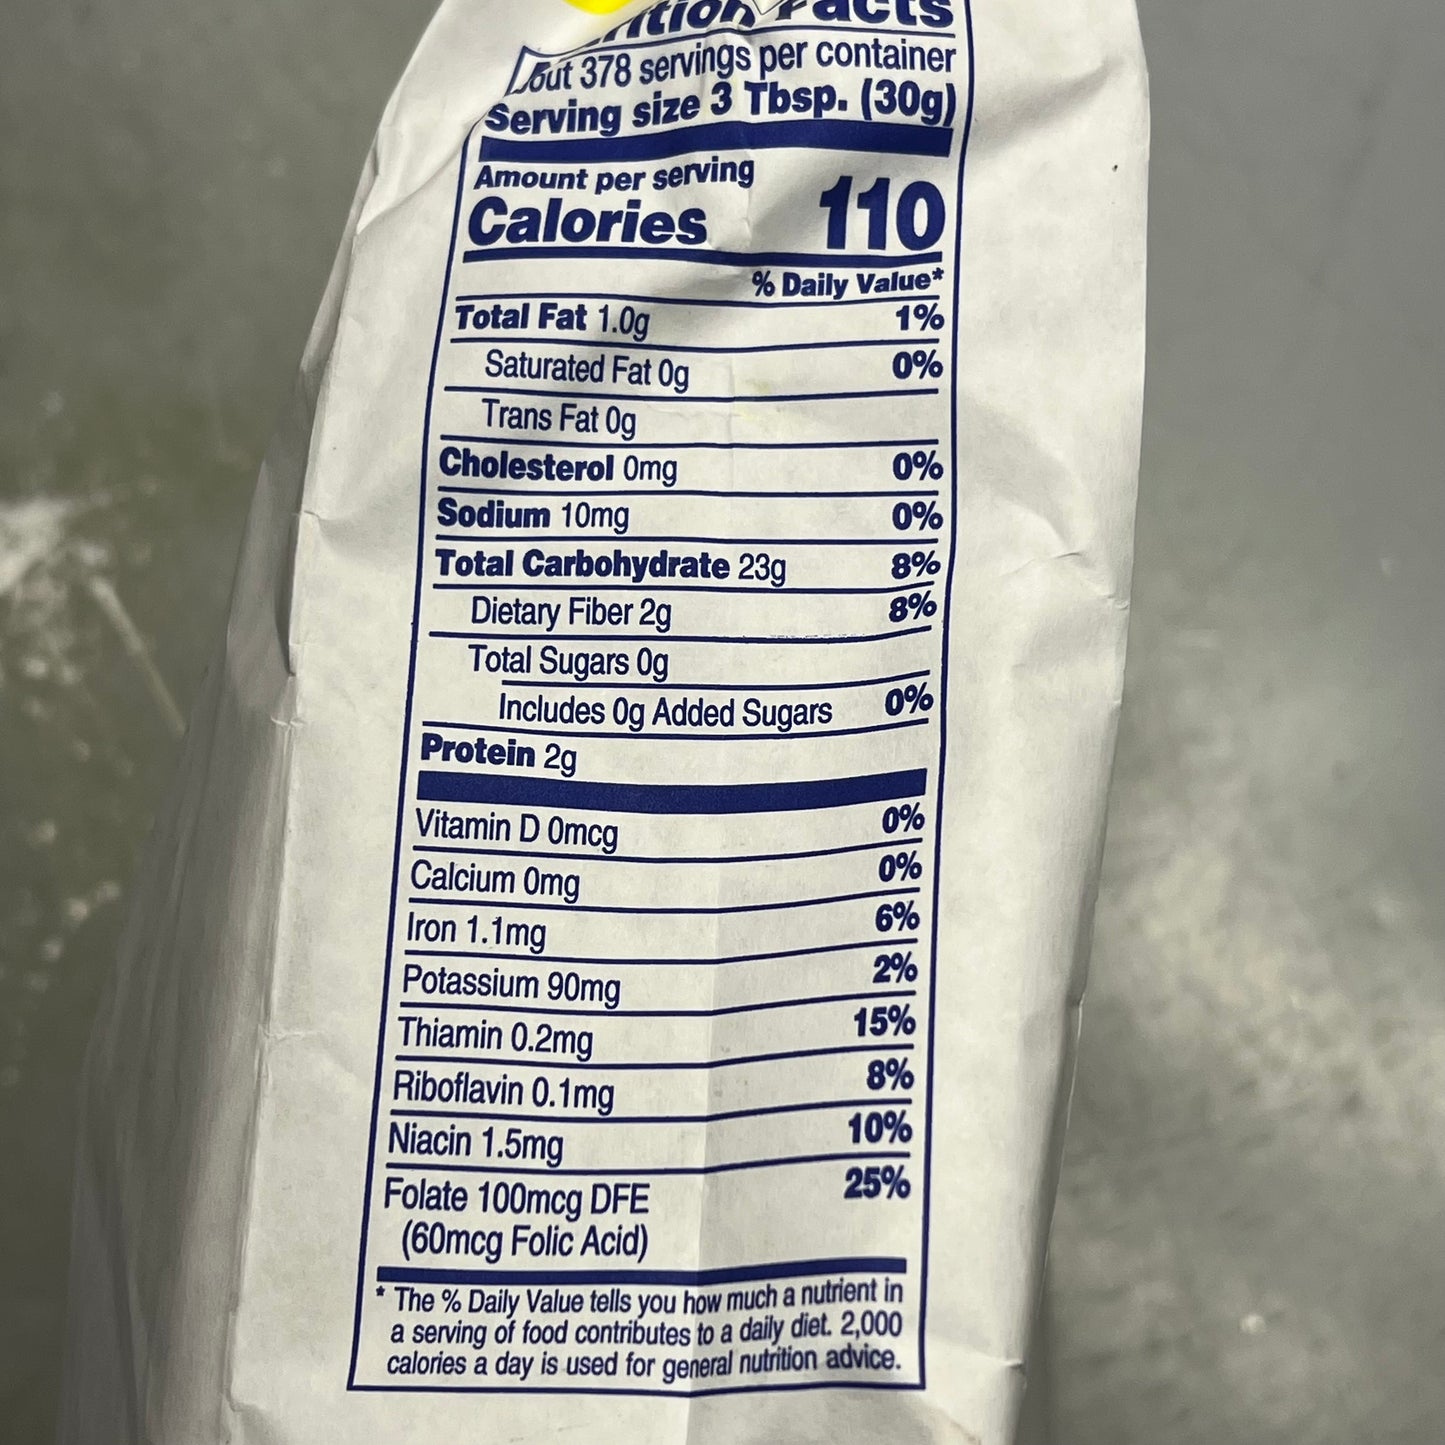 Facts
378 servings per container
Serving size 3 Tbsp. (30g)
Amount per serving
Calories 110
% Daily Value*
Total Fat 1.0g 1%
Saturated Fat 0g 0%
Trans Fat 0g
Cholesterol 0mg 0%
Sodium 10mg 0%
Total Carbohydrate 23g 8%
Dietary Fiber 2g 8%
Total Sugars 0g
Includes 0g Added Sugars 0%
Protein 2g
Vitamin D 0mcg 0%
Calcium 0mg 0%
Iron 1.1mg 6%
Potassium 90mg 2%
Thiamin 0.2mg 15%
Riboflavin 0.1mg 8%
Niacin 1.5mg 10%
Folate 100mcg DFE 25%
(60mcg Folic Acid)
* The % Daily Value tells you how much a nutrient in
a serving of food contributes to a daily diet. 2,000
calories a day is used for general nutrition advice.